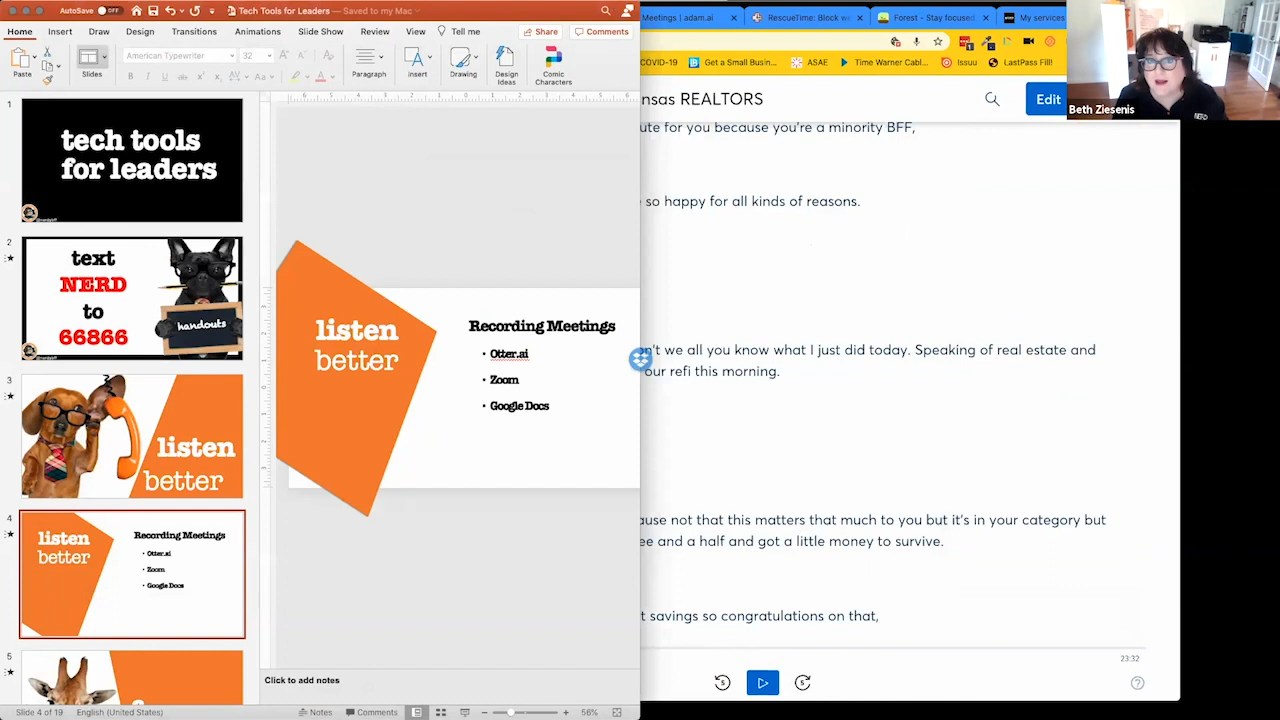 AutoSave OFF
Tech Tools for Leaders — Saved to my Mac
Home Insert Draw Design Transitions Animations Slide Show Review View Tell me Share Comments
Paste
Slides
American Typewriter
32
Paragraph
Insert
Drawing
Design
Ideas
Comic
Characters
1
tech tools
for leaders
2
text
NERD
to
66866
handouts
3
listen
better
4
listen
better
Recording Meetings
• Otter.ai
• Zoom
• Google Docs
5
listen
better
Recording Meetings
• Otter.ai
• Zoom
• Google Docs
Click to add notes
Slide 4 of 19 English (United States) Notes Comments 56%
Meetings | adam.ai
RescueTime: Block we
Forest - Stay focused,
My services
COVID-19
Get a Small Busin...
ASAE
Time Warner Cabl...
Issuu
LastPass Fill!
nsas REALTORS
Edit
ute for you because you're a minority BFF,
so happy for all kinds of reasons.
n't we all you know what I just did today. Speaking of real estate and
our refi this morning.
ause not that this matters that much to you but it's in your category but
ee and a half and got a little money to survive.
t savings so congratulations on that,
23:32
5
5
Beth Ziesenis